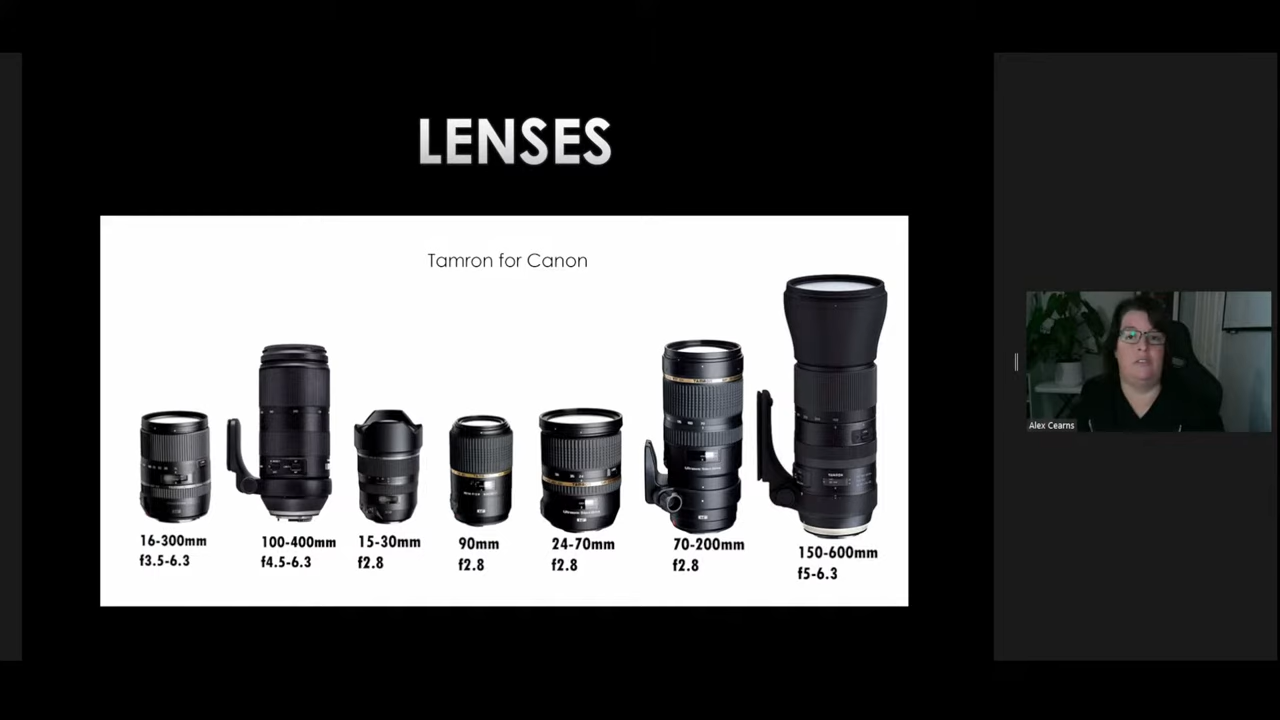 LENSES
Tamron for Canon
16-300mm
f3.5-6.3
100-400mm
f4.5-6.3
15-30mm
f2.8
90mm
f2.8
24-70mm
f2.8
70-200mm
f2.8
150-600mm
f5-6.3
Alex Cearns